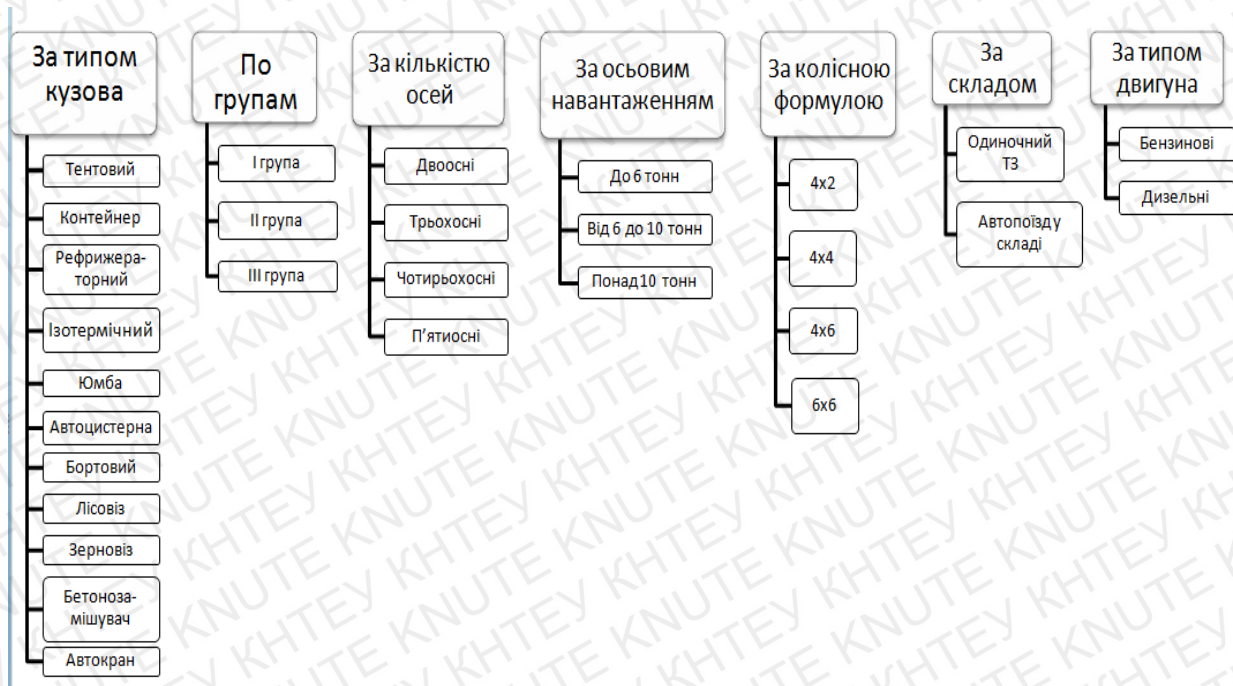 За типом
кузова
Тентовий
Контейнер
Рефрижера-
торний
Ізотермічний
Юмба
Автоцистерна
Бортовий
Лісовіз
Зерновіз
Бетоноза-
мішувач
Автокран
По
групам
І група
ІІ група
ІІІ група
За кількістю
осей
Двоосні
Трьохосні
Чотирьохосні
П’ятиосні
За осьовим
навантаженням
До 6 тонн
Від 6 до 10 тонн
Понад 10 тонн
За колісною
формулою
4х2
4х4
4х6
6х6
За
складом
Одиночний
ТЗ
Автопоїзд у
складі
За типом
двигуна
Бензинові
Дизельні